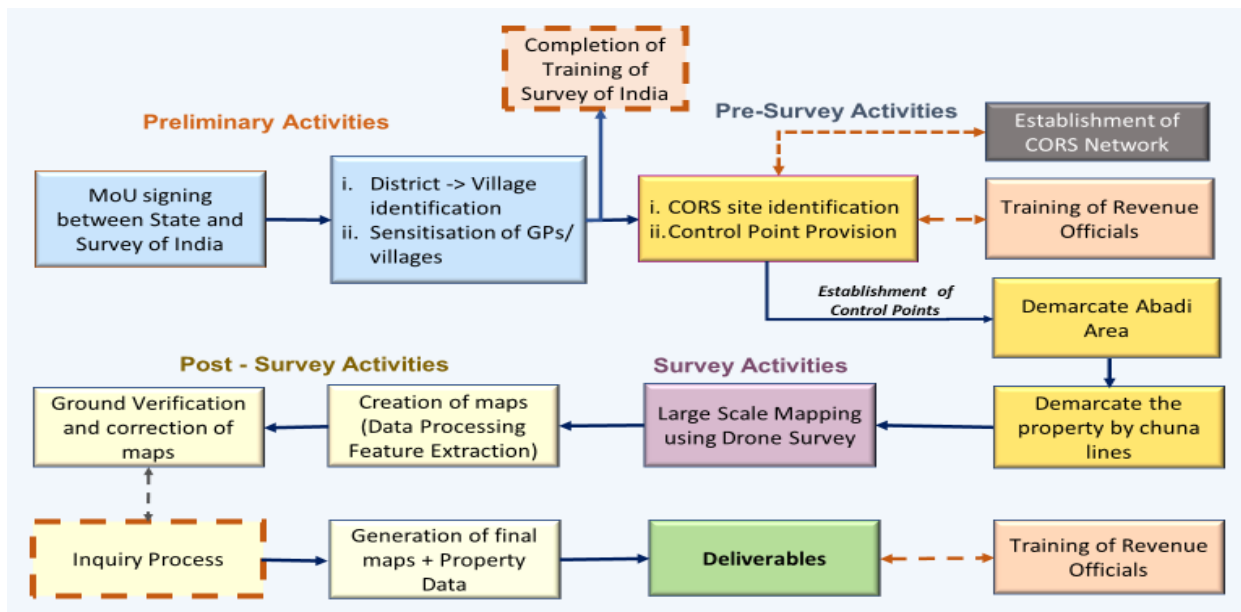 Completion of
Training of
Survey of India
Preliminary Activities
Pre-Survey Activities
Establishment of
CORS Network
MoU signing
between State and
Survey of India
i. District -> Village
identification
ii. Sensitisation of GPs/
villages
i. CORS site identification
ii.Control Point Provision
Training of Revenue
Officials
Establishment of
Control Points
Demarcate Abadi
Area
Post - Survey Activities
Survey Activities
Ground Verification
and correction of
maps
Creation of maps
(Data Processing
Feature Extraction)
Large Scale Mapping
using Drone Survey
Demarcate the
property by chuna
lines
Inquiry Process
Generation of final
maps + Property
Data
Deliverables
Training of Revenue
Officials